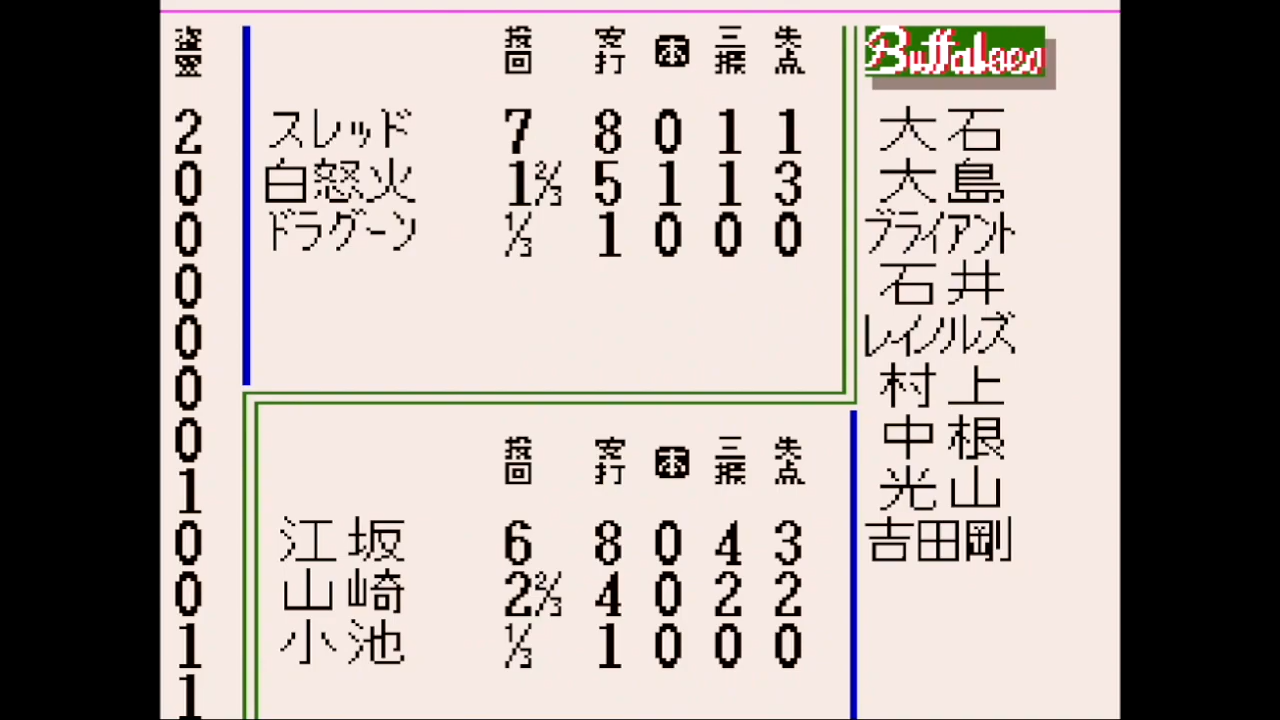 盗塁
2
0
0
0
0
0
0
1
0
0
1
1
投回 安打 本 三振 失点
スレッド 7 8 0 1 1
白怒火 1 2/3 5 1 1 3
ドラグーン 1/3 1 0 0 0
投回 安打 本 三振 失点
江坂 6 8 0 4 3
山崎 2 2/3 4 0 2 2
小池 1/3 1 0 0 0
Buffaloes
大石
大島
ブライアント
石井
レイノルズ
村上
中根
光山
吉田剛